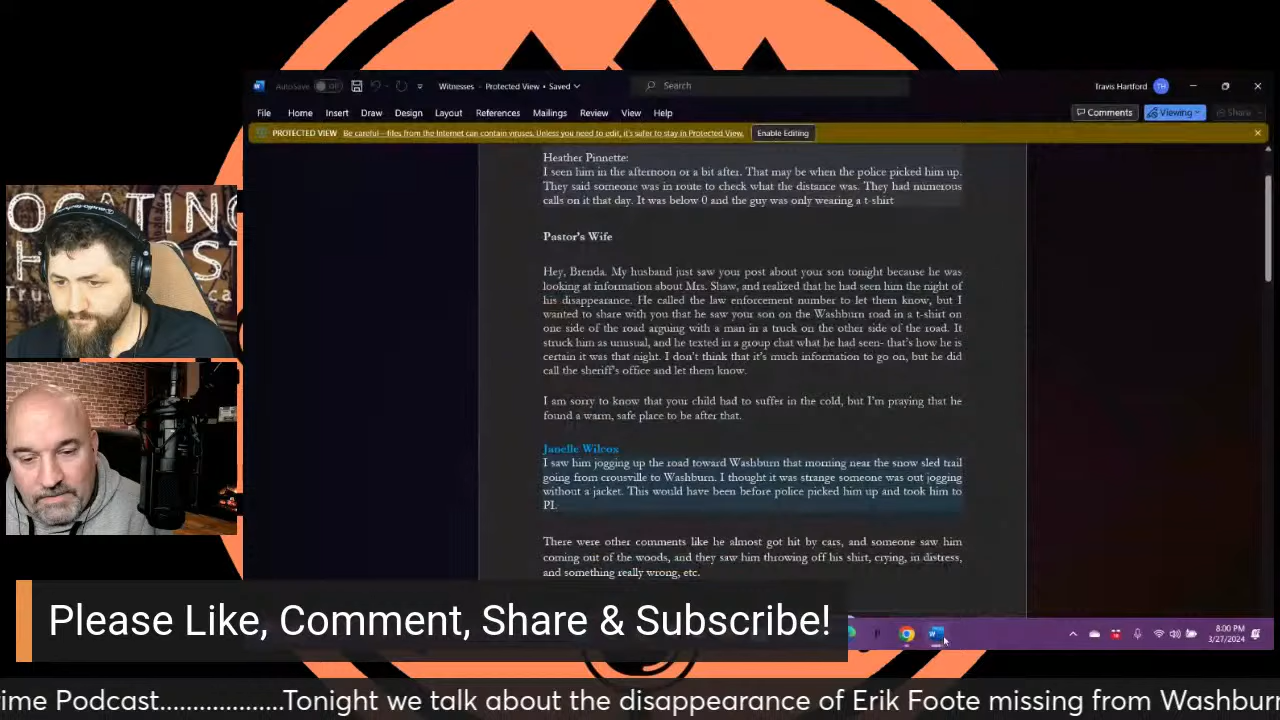 AutoSave Off
Witnesses - Protected View • Saved
Search
Travis Hartford TH
File Home Insert Draw Design Layout References Mailings Review View Help
Comments Viewing Share
PROTECTED VIEW Be careful—files from the Internet can contain viruses. Unless you need to edit, it's safer to stay in Protected View. Enable Editing
Heather Pinnette:
I seen him in the afternoon or a bit after. That may be when the police picked him up.
They said someone was in route to check what the distance was. They had numerous
calls on it that day. It was below 0 and the guy was only wearing a t-shirt
Pastor's Wife
Hey, Brenda. My husband just saw your post about your son tonight because he was
looking at information about Mrs. Shaw, and realized that he had seen him the night of
his disappearance. He called the law enforcement number to let them know, but I
wanted to share with you that he saw your son on the Washburn road in a t-shirt on
one side of the road arguing with a man in a truck on the other side of the road. It
struck him as unusual, and he texted in a group chat what he had seen- that's how he is
certain it was that night. I don't think that it's much information to go on, but he did
call the sheriff's office and let them know.
I am sorry to know that your child had to suffer in the cold, but I'm praying that he
found a warm, safe place to be after that.
Janelle Wilcox
I saw him jogging up the road toward Washburn that morning near the snow sled trail
going from crousville to Washburn. I thought it was strange someone was out jogging
without a jacket. This would have been before police picked him up and took him to
PI.
There were other comments like he almost got hit by cars, and someone saw him
coming out of the woods, and they saw him throwing off his shirt, crying, in distress,
and something really wrong, etc.
8:00 PM
3/27/2024
Please Like, Comment, Share & Subscribe!
rime Podcast..................Tonight we talk about the disappearance of Erik Foote missing from Washburn